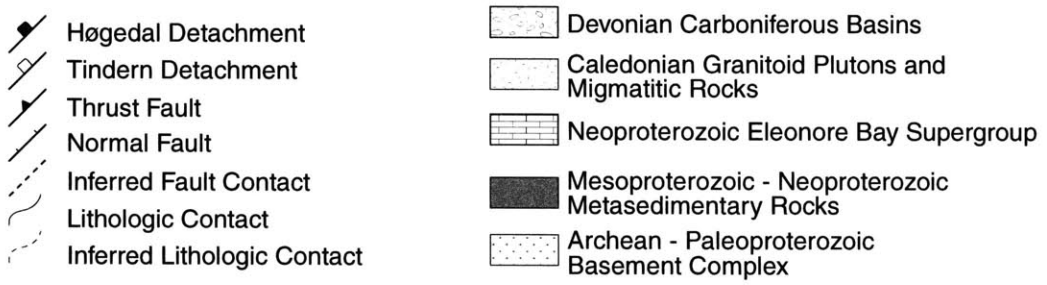 Høgedal Detachment
Tindern Detachment
Thrust Fault
Normal Fault
Inferred Fault Contact
Lithologic Contact
Inferred Lithologic Contact
Devonian Carboniferous Basins
Caledonian Granitoid Plutons and
Migmatitic Rocks
Neoproterozoic Eleonore Bay Supergroup
Mesoproterozoic - Neoproterozoic
Metasedimentary Rocks
Archean - Paleoproterozoic
Basement Complex